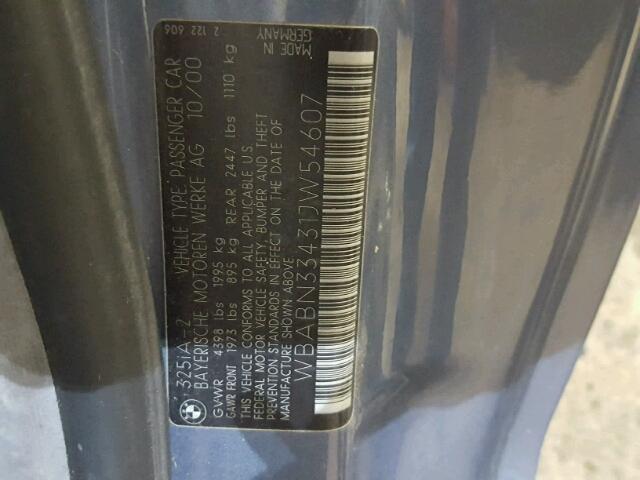 325iA-2 VEHICLE TYPE PASSENGER CAR 2 122 606
BAYERISCHE MOTOREN WERKE AG 10/00
GVWR 4398 lbs 1995 kg
GAWR FRONT 1973 lbs 895 kg REAR 2447 lbs 1110 kg
THIS VEHICLE CONFORMS TO ALL APPLICABLE U.S.
FEDERAL MOTOR VEHICLE SAFETY, BUMPER AND THEFT
PREVENTION STANDARDS IN EFFECT ON THE DATE OF
MANUFACTURE SHOWN ABOVE
MADE IN
GERMANY
WBABN33431JW54607